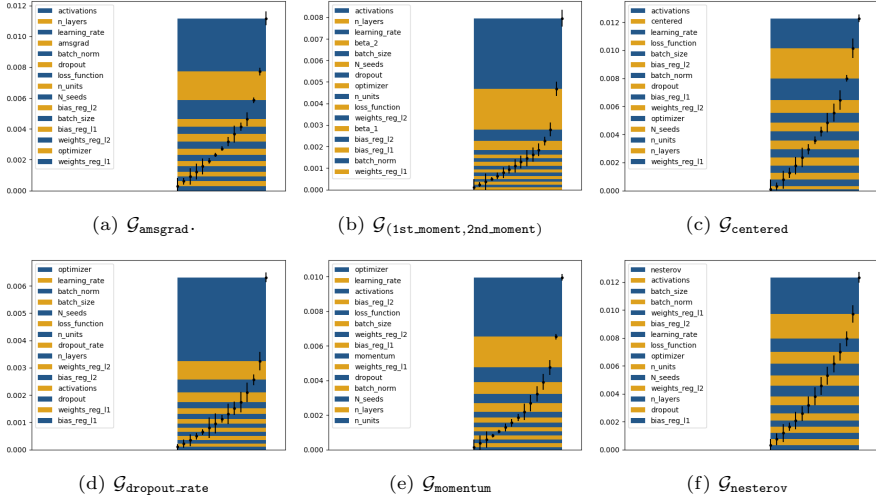 0.012
0.010
0.008
0.006
0.004
0.002
0.000
activations
n_layers
learning_rate
amsgrad
batch_norm
dropout
loss_function
n_units
N_seeds
bias_reg_l2
batch_size
bias_reg_l1
weights_reg_l2
optimizer
weights_reg_l1
(a) 𝒢amsgrad.
0.008
0.007
0.006
0.005
0.004
0.003
0.002
0.001
0.000
activations
n_layers
learning_rate
beta_2
batch_size
N_seeds
dropout
optimizer
n_units
loss_function
weights_reg_l2
beta_1
bias_reg_l2
bias_reg_l1
batch_norm
weights_reg_l1
(b) 𝒢(1st_moment,2nd_moment)
0.012
0.010
0.008
0.006
0.004
0.002
0.000
activations
centered
learning_rate
loss_function
batch_size
bias_reg_l2
batch_norm
dropout
bias_reg_l1
weights_reg_l2
optimizer
N_seeds
n_units
n_layers
weights_reg_l1
(c) 𝒢centered
0.006
0.005
0.004
0.003
0.002
0.001
0.000
optimizer
learning_rate
batch_norm
batch_size
N_seeds
loss_function
n_units
dropout_rate
n_layers
weights_reg_l2
bias_reg_l2
activations
dropout
weights_reg_l1
bias_reg_l1
(d) 𝒢dropout_rate
0.010
0.008
0.006
0.004
0.002
0.000
optimizer
learning_rate
activations
bias_reg_l2
loss_function
batch_size
weights_reg_l2
bias_reg_l1
momentum
weights_reg_l1
dropout
batch_norm
N_seeds
n_layers
n_units
(e) 𝒢momentum
0.012
0.010
0.008
0.006
0.004
0.002
0.000
nesterov
activations
batch_size
batch_norm
weights_reg_l1
bias_reg_l2
learning_rate
loss_function
optimizer
n_units
N_seeds
weights_reg_l2
n_layers
dropout
bias_reg_l1
(f) 𝒢nesterov